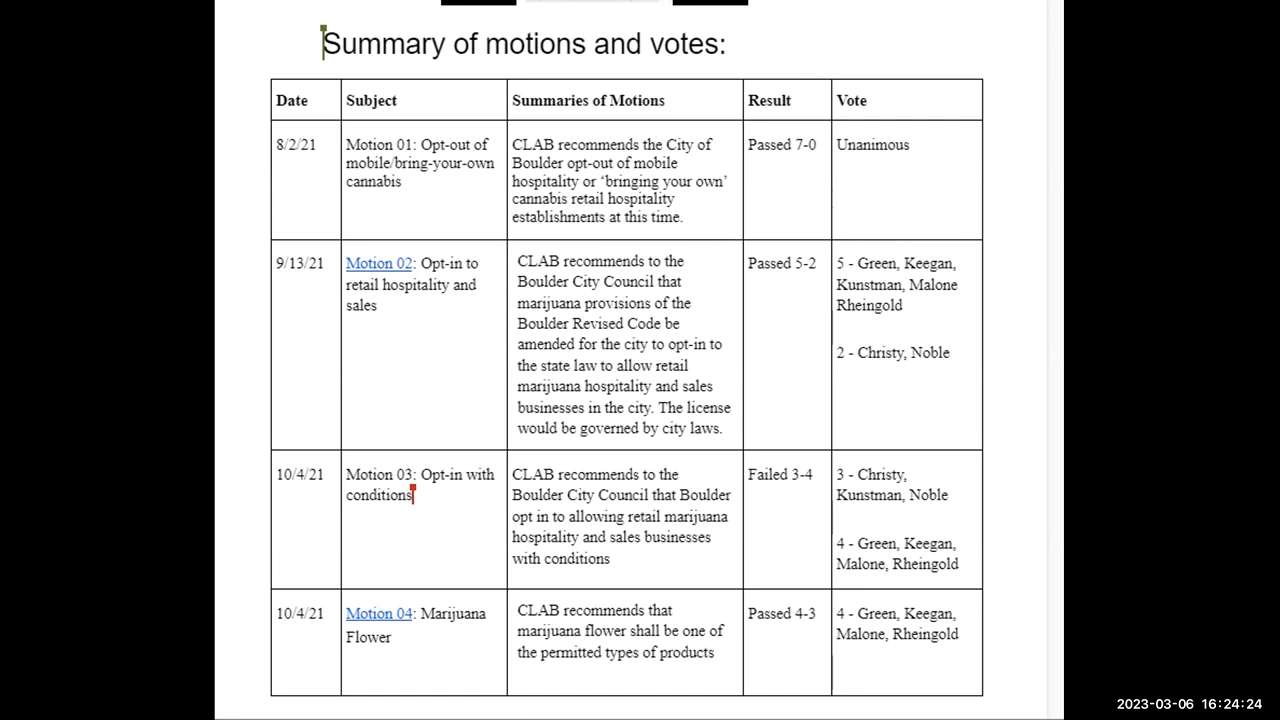 Summary of motions and votes:
Date Subject Summaries of Motions Result Vote
8/2/21
Motion 01: Opt-out of
mobile/bring-your-own
cannabis
CLAB recommends the City of
Boulder opt-out of mobile
hospitality or ‘bringing your own’
cannabis retail hospitality
establishments at this time.
Passed 7-0
Unanimous
9/13/21
Motion 02: Opt-in to
retail hospitality and
sales
CLAB recommends to the
Boulder City Council that
marijuana provisions of the
Boulder Revised Code be
amended for the city to opt-in to
the state law to allow retail
marijuana hospitality and sales
businesses in the city. The license
would be governed by city laws.
Passed 5-2
5 - Green, Keegan,
Kunstman, Malone
Rheingold
2 - Christy, Noble
10/4/21
Motion 03: Opt-in with
conditions
CLAB recommends to the
Boulder City Council that Boulder
opt in to allowing retail marijuana
hospitality and sales businesses
with conditions
Failed 3-4
3 - Christy,
Kunstman, Noble
4 - Green, Keegan,
Malone, Rheingold
10/4/21
Motion 04: Marijuana
Flower
CLAB recommends that
marijuana flower shall be one of
the permitted types of products
Passed 4-3
4 - Green, Keegan,
Malone, Rheingold
2023-03-06 16:24:24